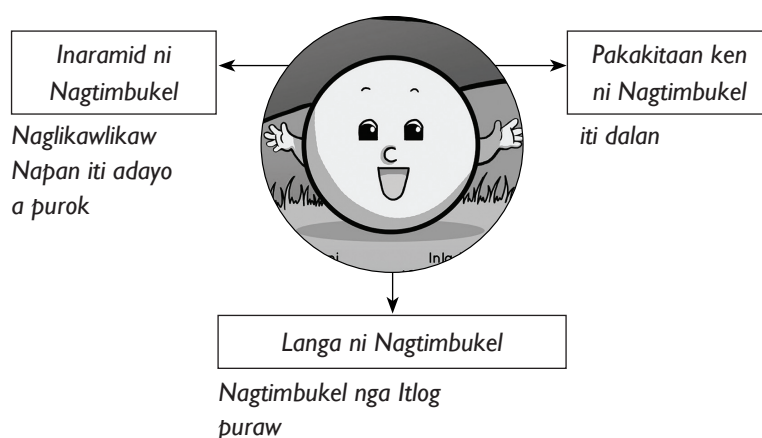 Inaramid ni
Nagtimbukel
Naglikawlikaw
Napan iti adayo
a purok
Pakakitaan ken
ni Nagtimbukel
iti dalan
Langa ni Nagtimbukel
Nagtimbukel nga Itlog
puraw